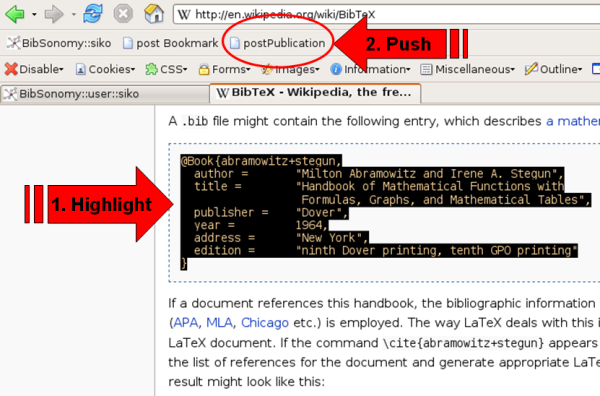 http://en.wikipedia.org/wiki/BibTeX
BibSonomy::siko post Bookmark postPublication
2. Push
Disable Cookies CSS Forms Images Information Miscellaneous Outline
BibSonomy::user::siko
BibTeX - Wikipedia, the fre...
A .bib file might contain the following entry, which describes a mathe
1. Highlight
@Book{abramowitz+stegun,
author = "Milton Abramowitz and Irene A. Stegun",
title = "Handbook of Mathematical Functions with
Formulas, Graphs, and Mathematical Tables",
publisher = "Dover",
year = 1964,
address = "New York",
edition = "ninth Dover printing, tenth GPO printing"
}
If a document references this handbook, the bibliographic information
(APA, MLA, Chicago etc.) is employed. The way LaTeX deals with this i
LaTeX document. If the command \cite{abramowitz+stegun} appears
the list of references for the document and generate appropriate LaTe
result might look like this: